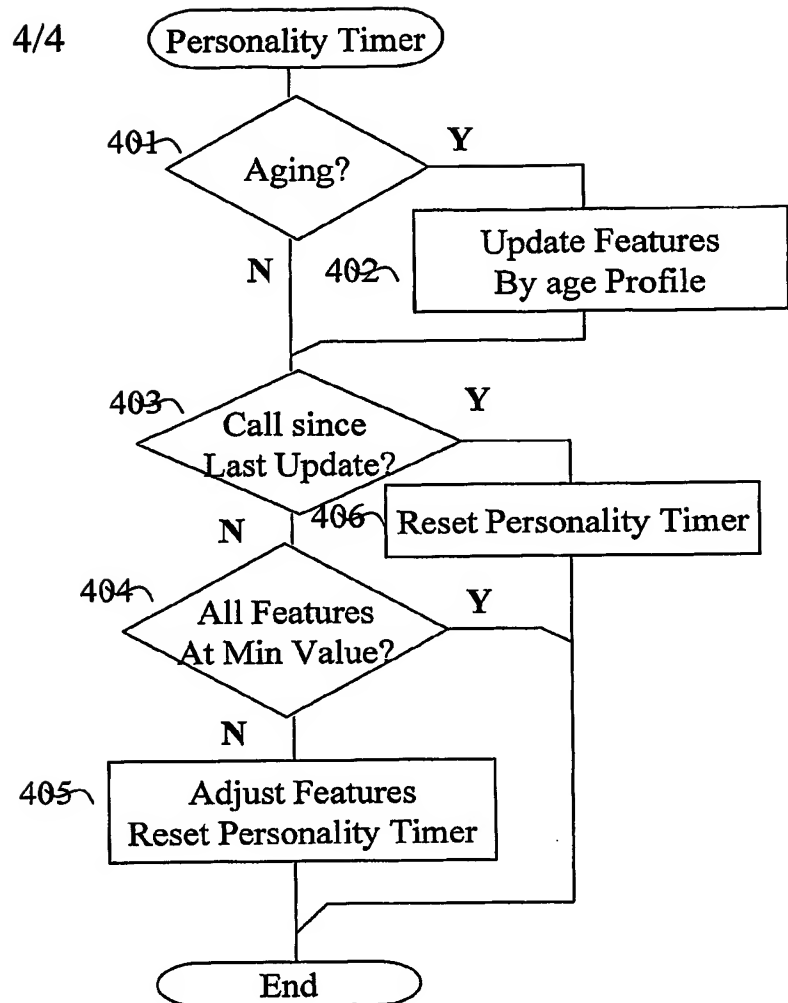 4/4
Personality Timer
401
Aging?
Y
N
402
Update Features
By age Profile
403
Call since
Last Update?
Y
N
406
Reset Personality Timer
404
All Features
At Min Value?
Y
N
405
Adjust Features
Reset Personality Timer
End